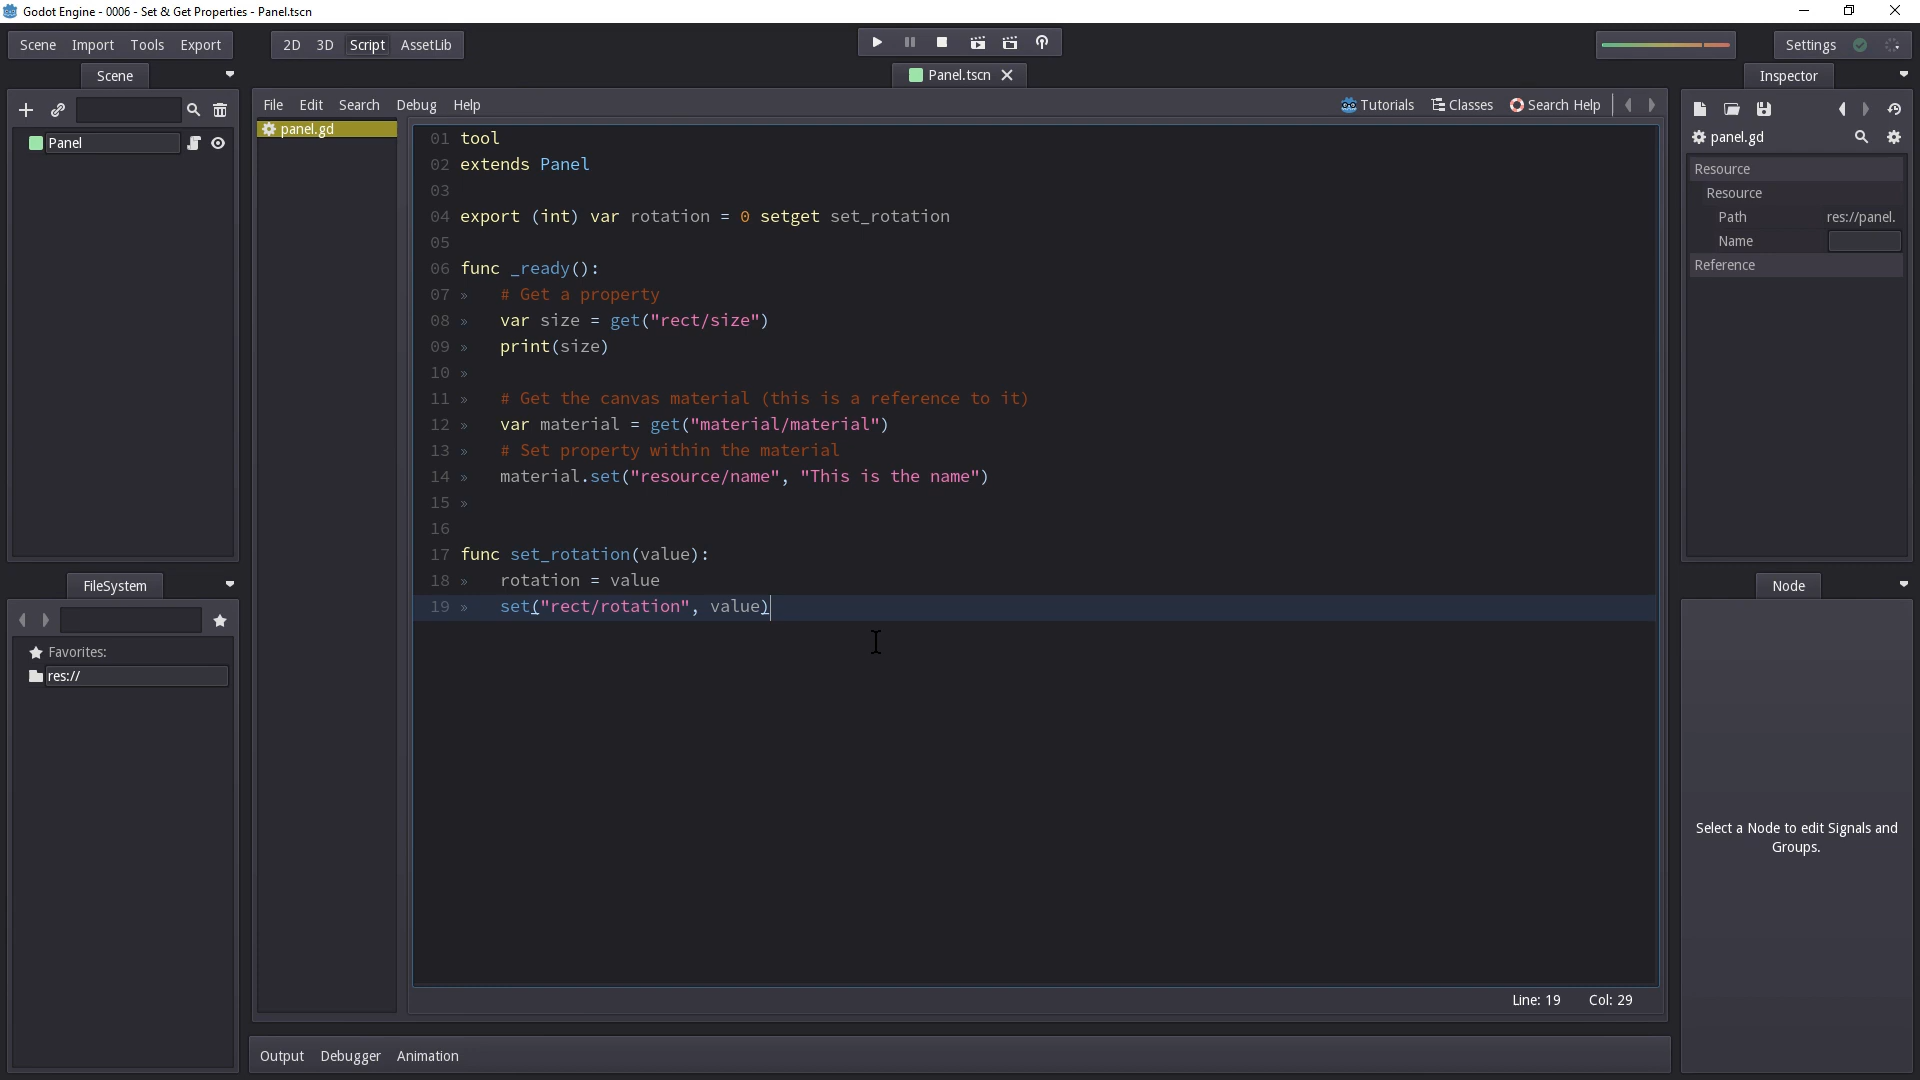 Godot Engine - 0006 - Set & Get Properties - Panel.tscn
Scene Import Tools Export
2D 3D Script AssetLib
Settings
Scene
Panel.tscn
Inspector
File Edit Search Debug Help
Tutorials Classes Search Help
Panel
panel.gd
01 tool
02 extends Panel
03
04 export (int) var rotation = 0 setget set_rotation
05
06 func _ready():
07 » # Get a property
08 » var size = get("rect/size")
09 » print(size)
10 »
11 » # Get the canvas material (this is a reference to it)
12 » var material = get("material/material")
13 » # Set property within the material
14 » material.set("resource/name", "This is the name")
15 »
16
17 func set_rotation(value):
18 » rotation = value
19 » set("rect/rotation", value)
Line: 19 Col: 29
panel.gd
Resource
Resource
Path res://panel.
Name
Reference
FileSystem
Favorites:
res://
Node
Select a Node to edit Signals and
Groups.
Output Debugger Animation